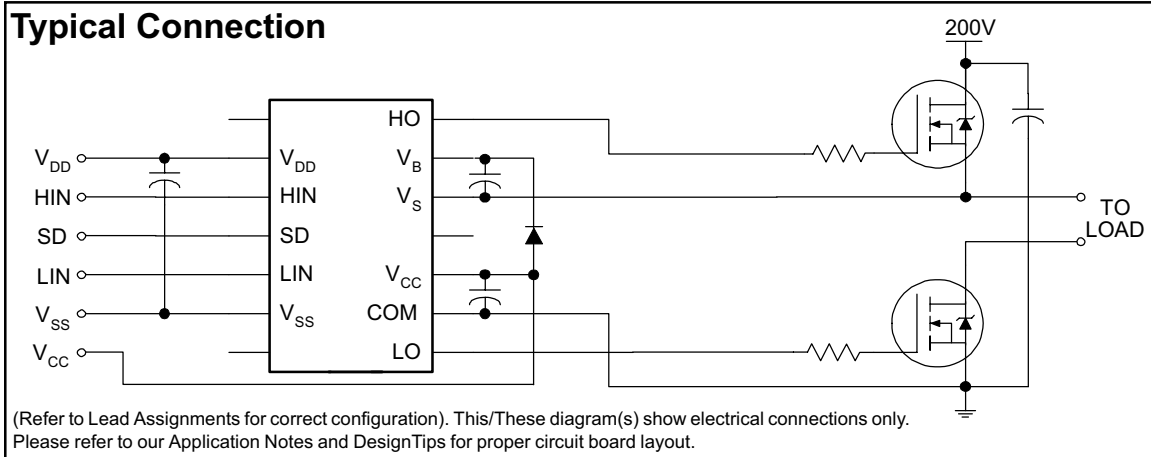 Typical Connection
200V
HO
V_DD
V_DD
V_B
HIN
HIN
V_S
TO
LOAD
SD
SD
LIN
LIN
V_CC
V_SS
V_SS
COM
V_CC
LO
(Refer to Lead Assignments for correct configuration). This/These diagram(s) show electrical connections only.
Please refer to our Application Notes and DesignTips for proper circuit board layout.